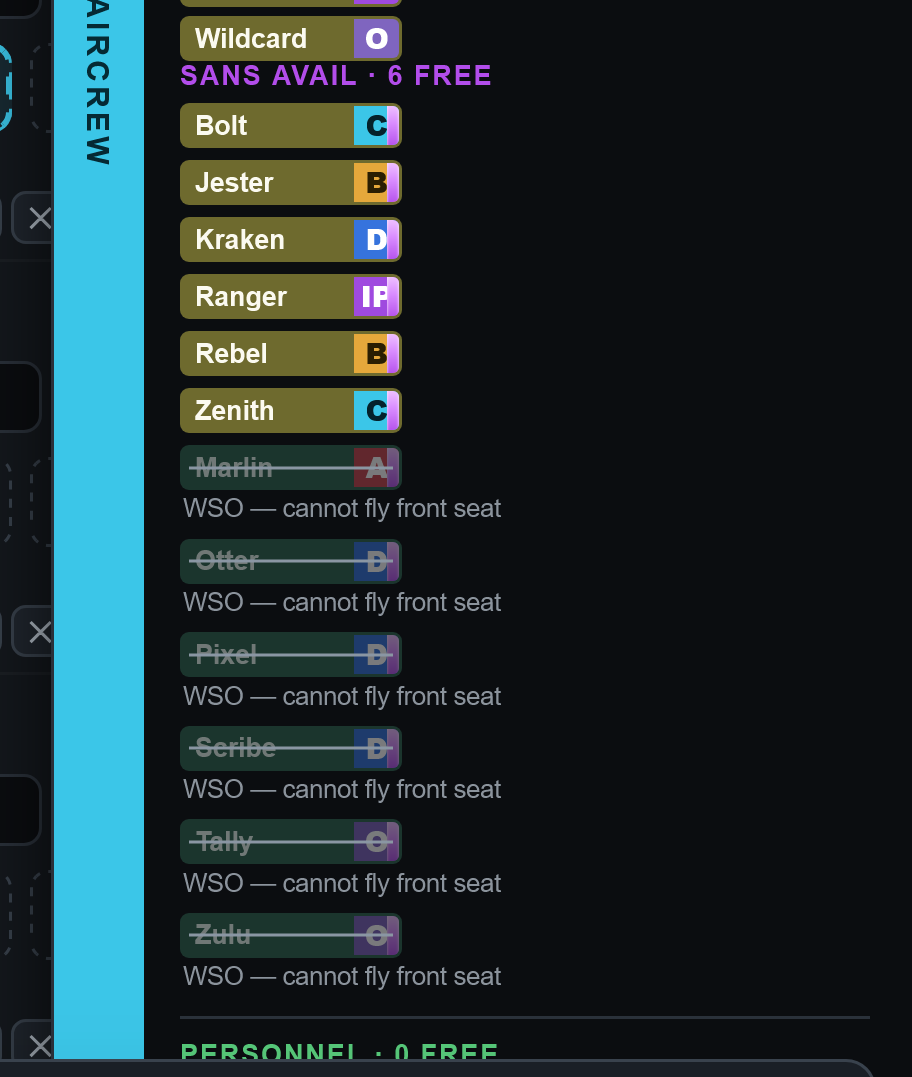 AIRCREW
Wildcard O
SANS AVAIL · 6 FREE
Bolt C
Jester B
Kraken D
Ranger IP
Rebel B
Zenith C
Marlin A
WSO — cannot fly front seat
Otter D
WSO — cannot fly front seat
Pixel D
WSO — cannot fly front seat
Scribe D
WSO — cannot fly front seat
Tally O
WSO — cannot fly front seat
Zulu O
WSO — cannot fly front seat
PERSONNEL · 0 FREE